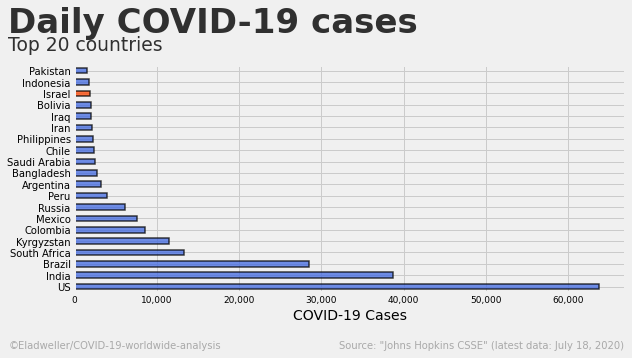 Daily COVID-19 cases
Top 20 countries
Pakistan
Indonesia
Israel
Bolivia
Iraq
Iran
Philippines
Chile
Saudi Arabia
Bangladesh
Argentina
Peru
Russia
Mexico
Colombia
Kyrgyzstan
South Africa
Brazil
India
US
0 10,000 20,000 30,000 40,000 50,000 60,000
COVID-19 Cases
©Eladweller/COVID-19-worldwide-analysis Source: "Johns Hopkins CSSE" (latest data: July 18, 2020)